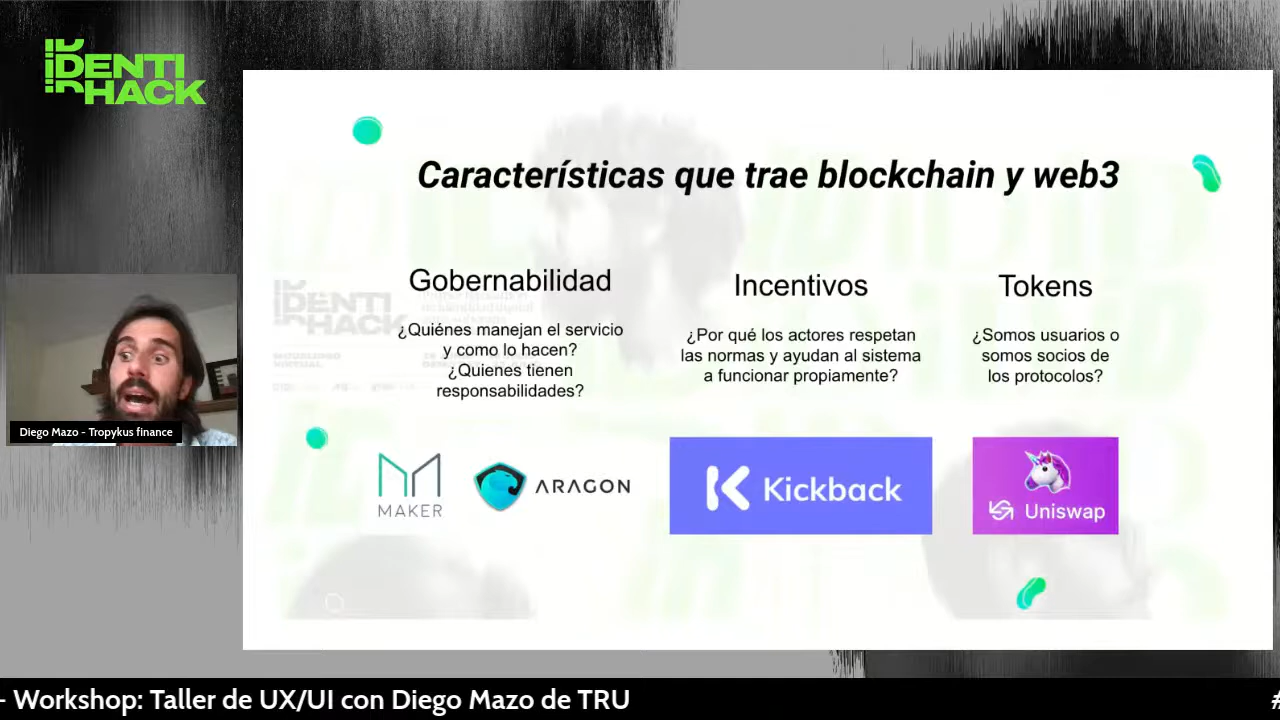 IDENTI
HACK
Características que trae blockchain y web3
Gobernabilidad
¿Quiénes manejan el servicio
y como lo hacen?
¿Quienes tienen
responsabilidades?
Incentivos
¿Por qué los actores respetan
las normas y ayudan al sistema
a funcionar propiamente?
Tokens
¿Somos usuarios o
somos socios de
los protocolos?
IDENTI
HACK
MAKER
ARAGON
Kickback
Uniswap
Diego Mazo - Tropykus finance
- Workshop: Taller de UX/UI con Diego Mazo de TRU
#